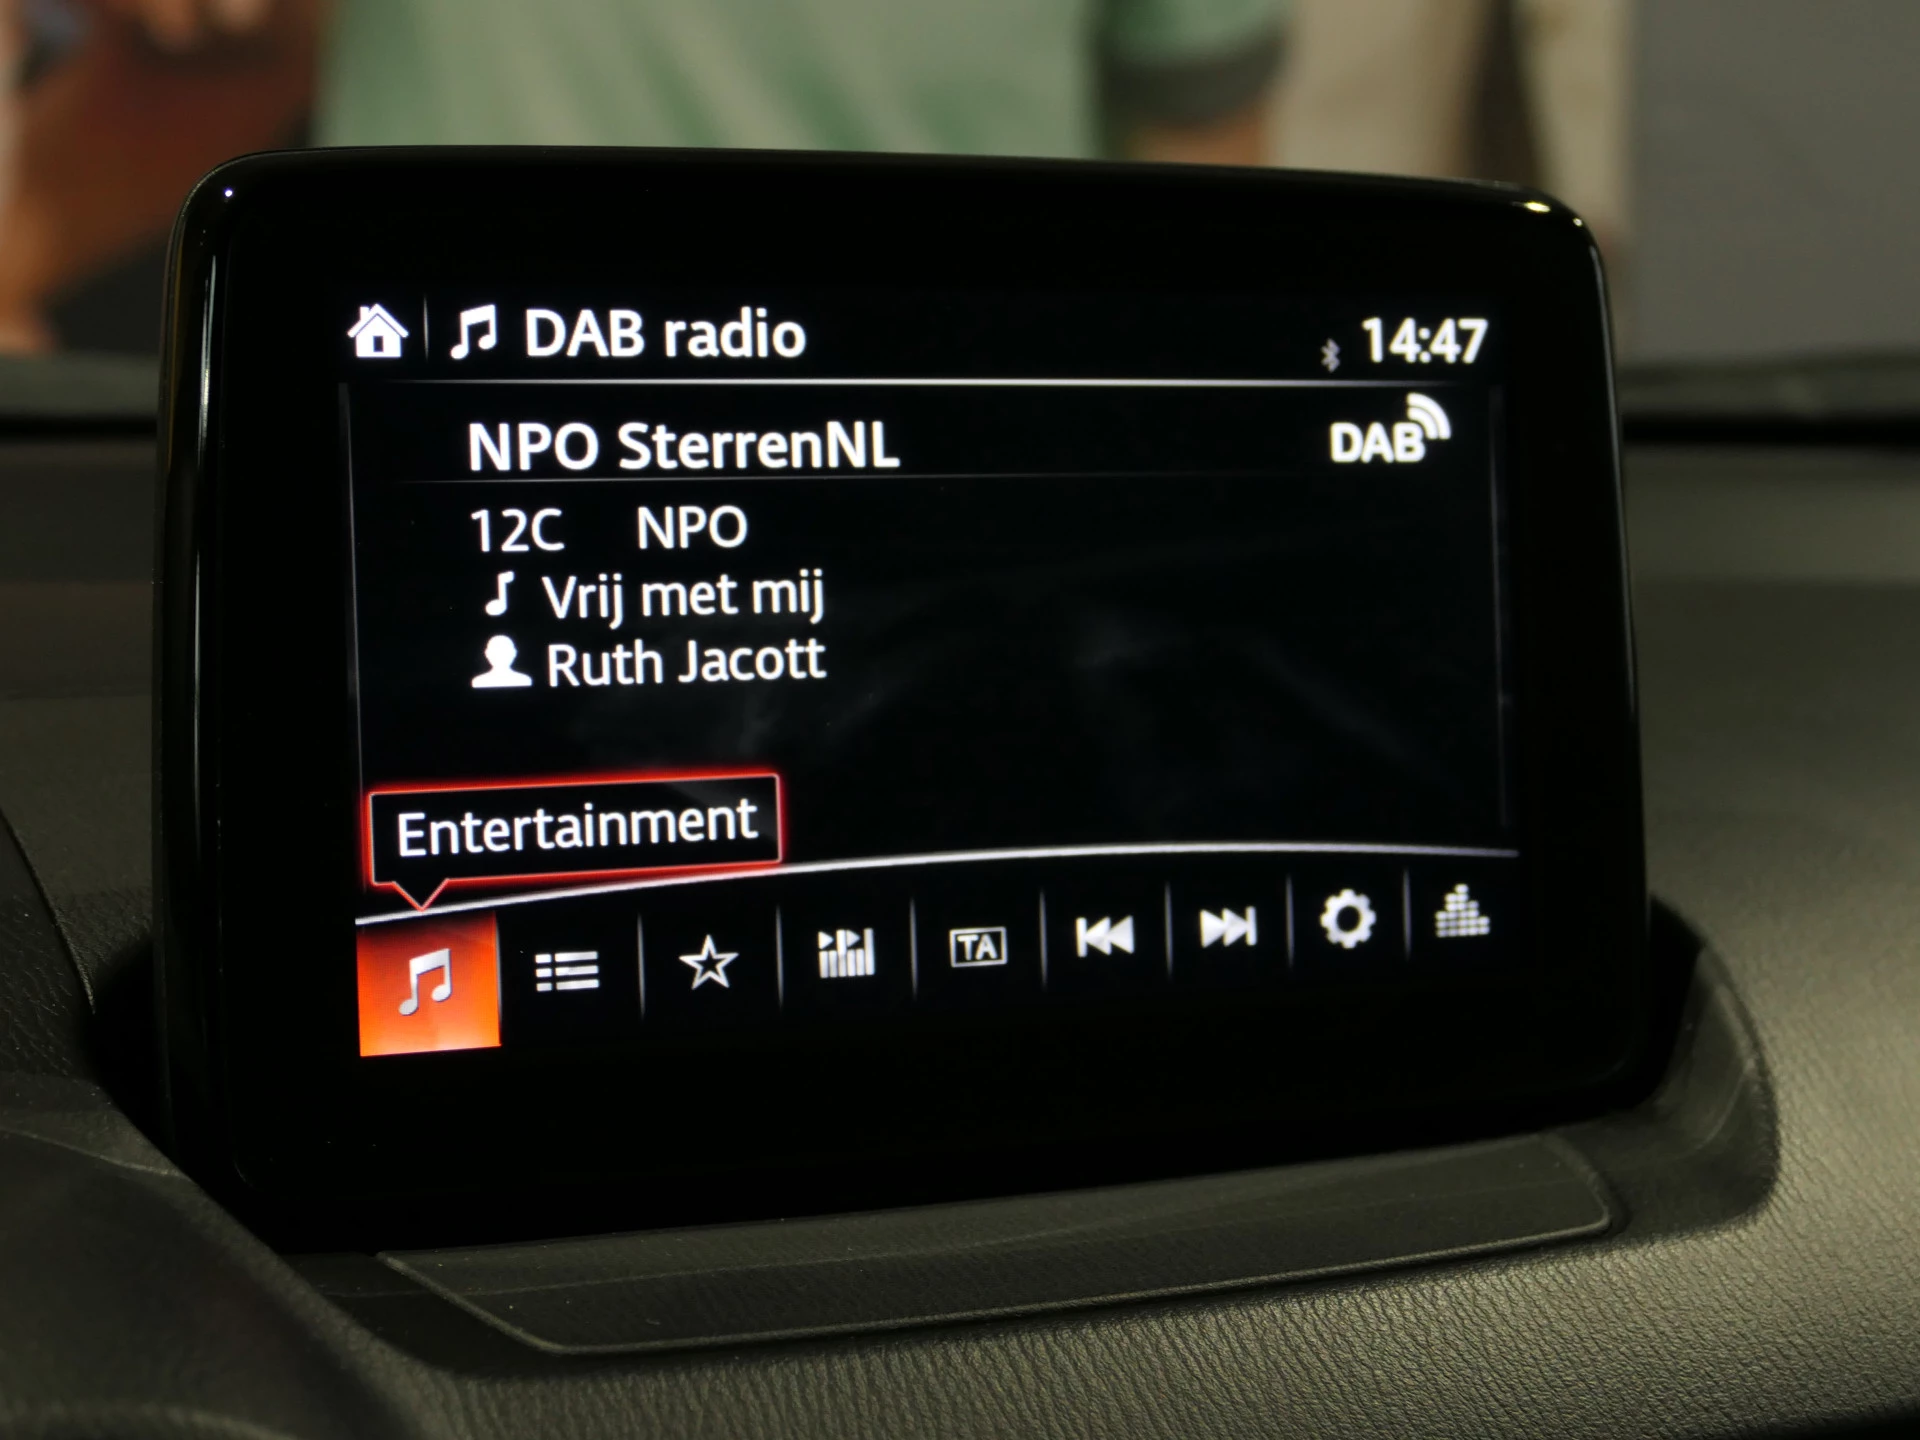 DAB radio 14:47
NPO SterrenNL DAB
12C NPO
Vrij met mij
Ruth Jacott
Entertainment
TA